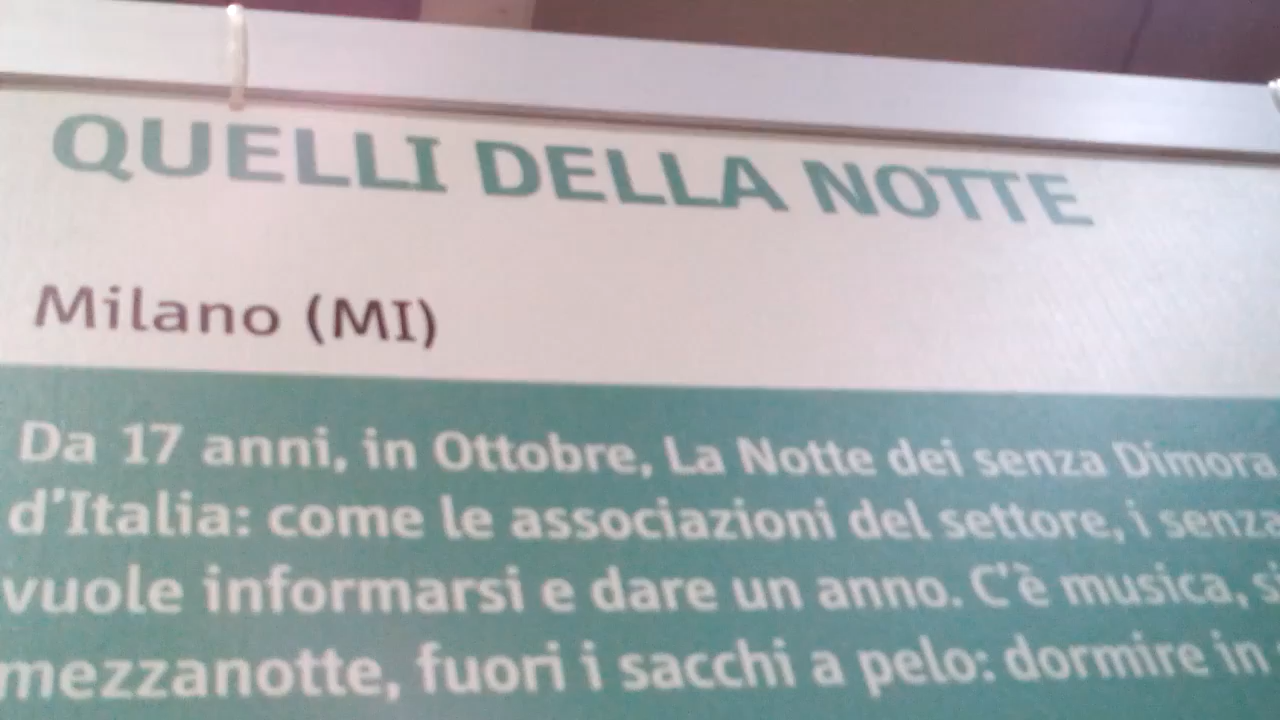 QUELLI DELLA NOTTE
Milano (MI)
Da 17 anni, in Ottobre, La Notte dei senza Dimora
d'Italia: come le associazioni del settore, i senza
vuole informarsi e dare un anno. C'è musica, si
mezzanotte, fuori i sacchi a pelo: dormire in